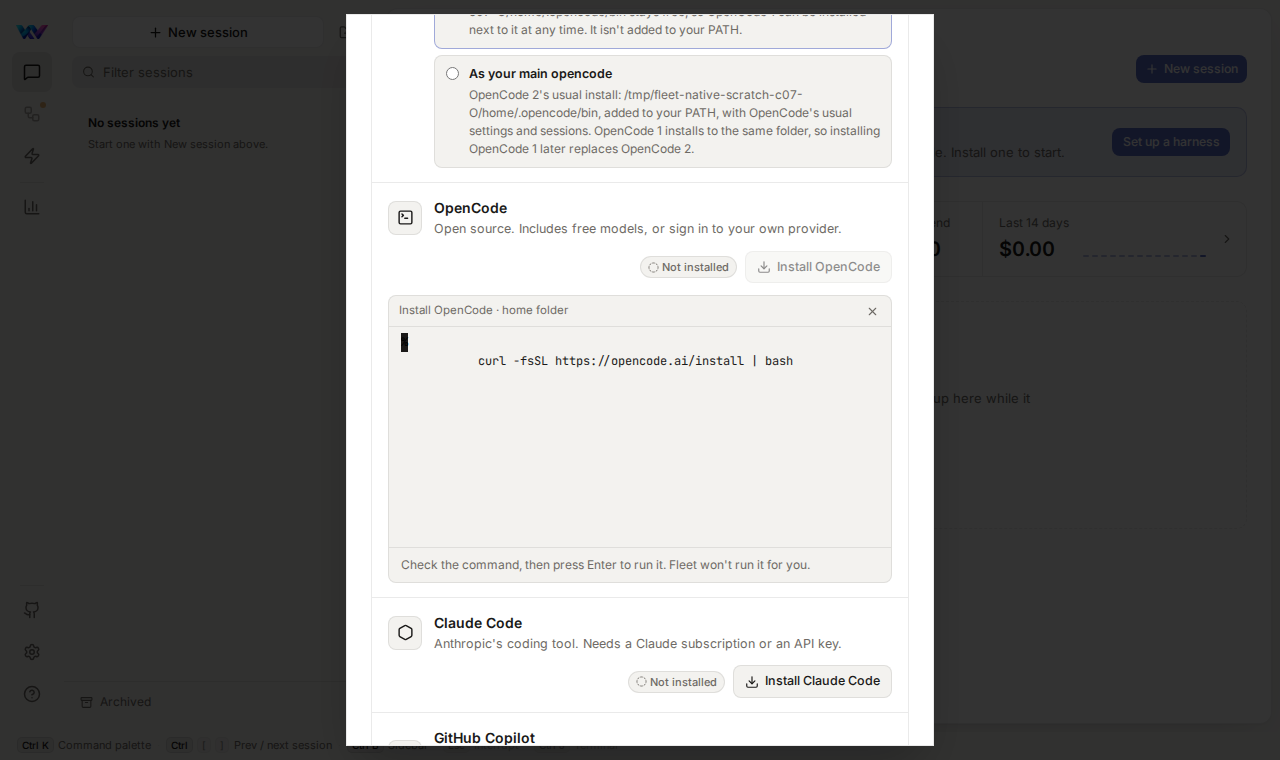 New session
Filter sessions
No sessions yet
Start one with New session above.
Archived
Ctrl K Command palette Ctrl [ ] Prev / next session
next to it at any time. It isn't added to your PATH.
As your main opencode
OpenCode 2's usual install: /tmp/fleet-native-scratch-c07-
O/home/.opencode/bin, added to your PATH, with OpenCode's usual
settings and sessions. OpenCode 1 installs to the same folder, so installing
OpenCode 1 later replaces OpenCode 2.
OpenCode
Open source. Includes free models, or sign in to your own provider.
Not installed
Install OpenCode
Install OpenCode · home folder
curl -fsSL https://opencode.ai/install | bash
Check the command, then press Enter to run it. Fleet won't run it for you.
Claude Code
Anthropic's coding tool. Needs a Claude subscription or an API key.
Not installed
Install Claude Code
GitHub Copilot
New session
e. Install one to start.
Set up a harness
Last 14 days
$0.00
up here while it